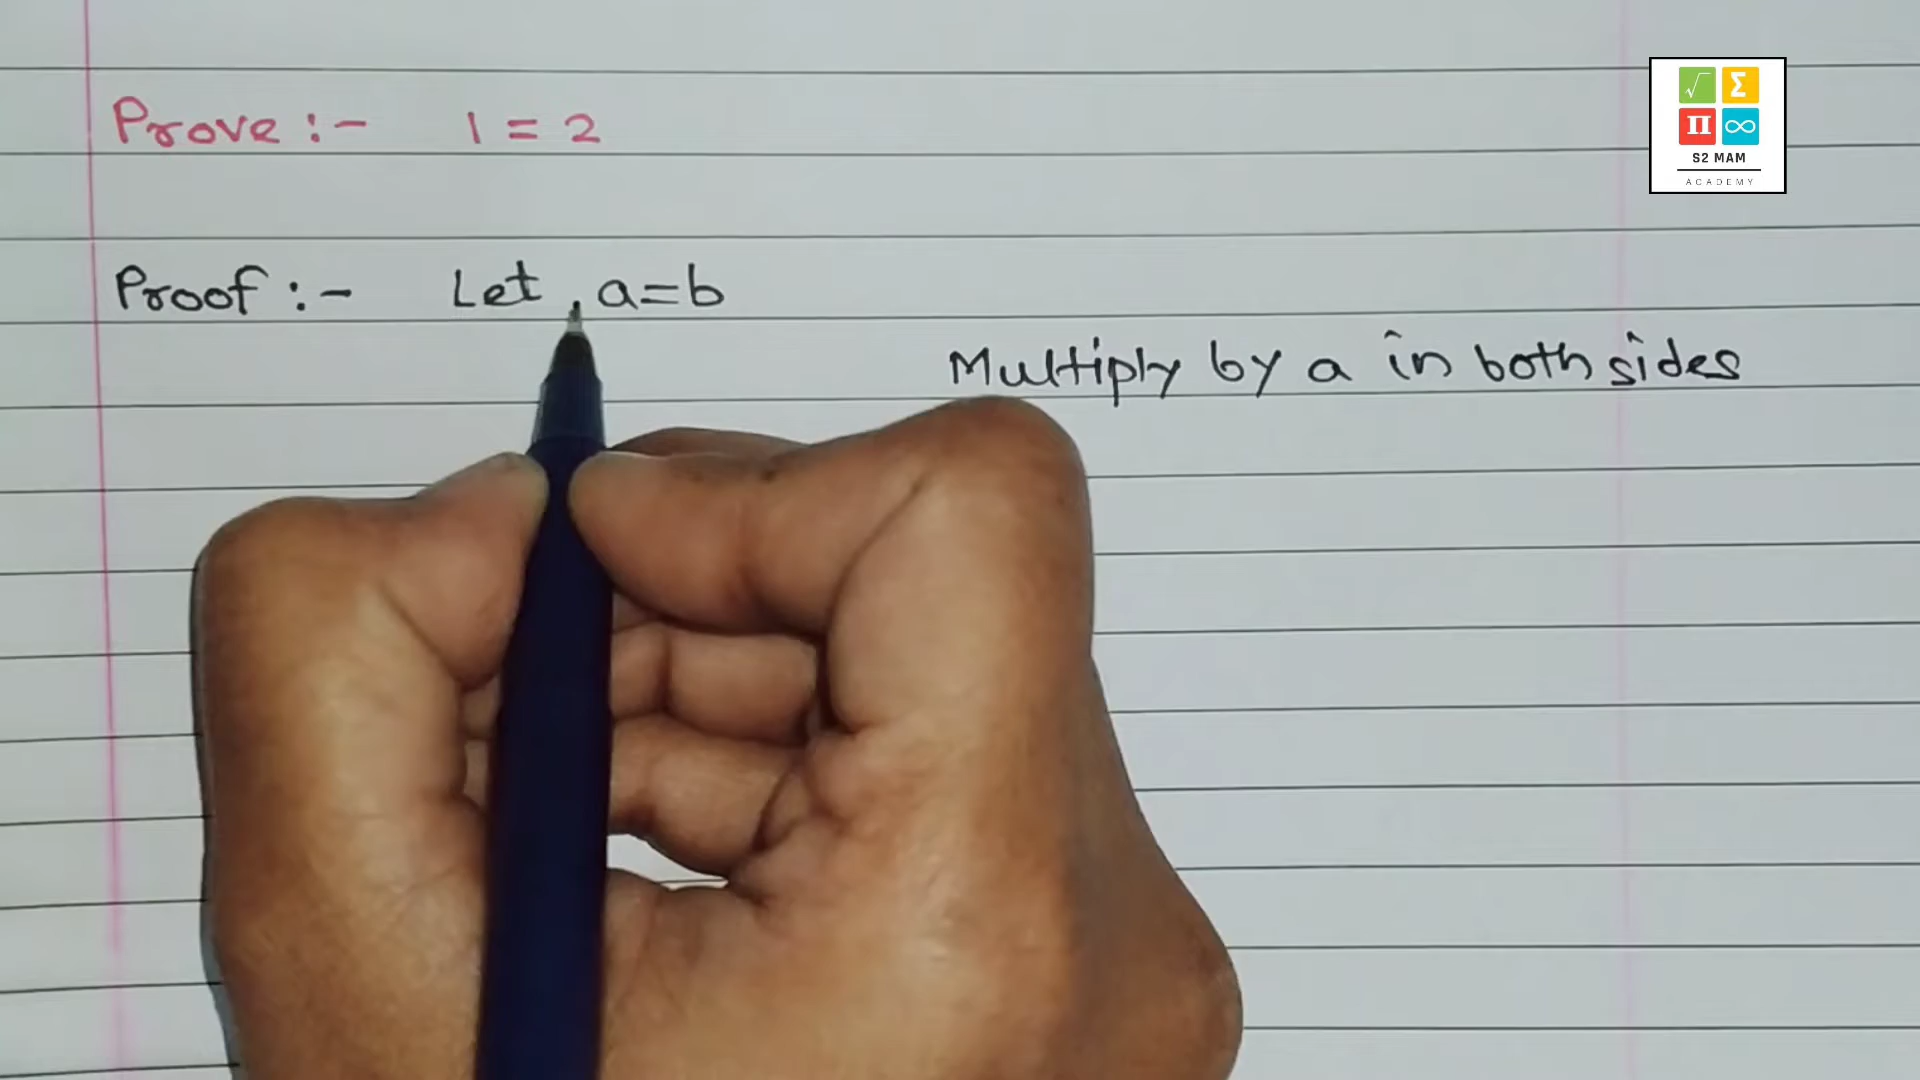 Prove :- 1 = 2
Proof :- Let, a=b
Multiply by a in both sides
√ Σ
π ∞
S2 MAM
ACADEMY